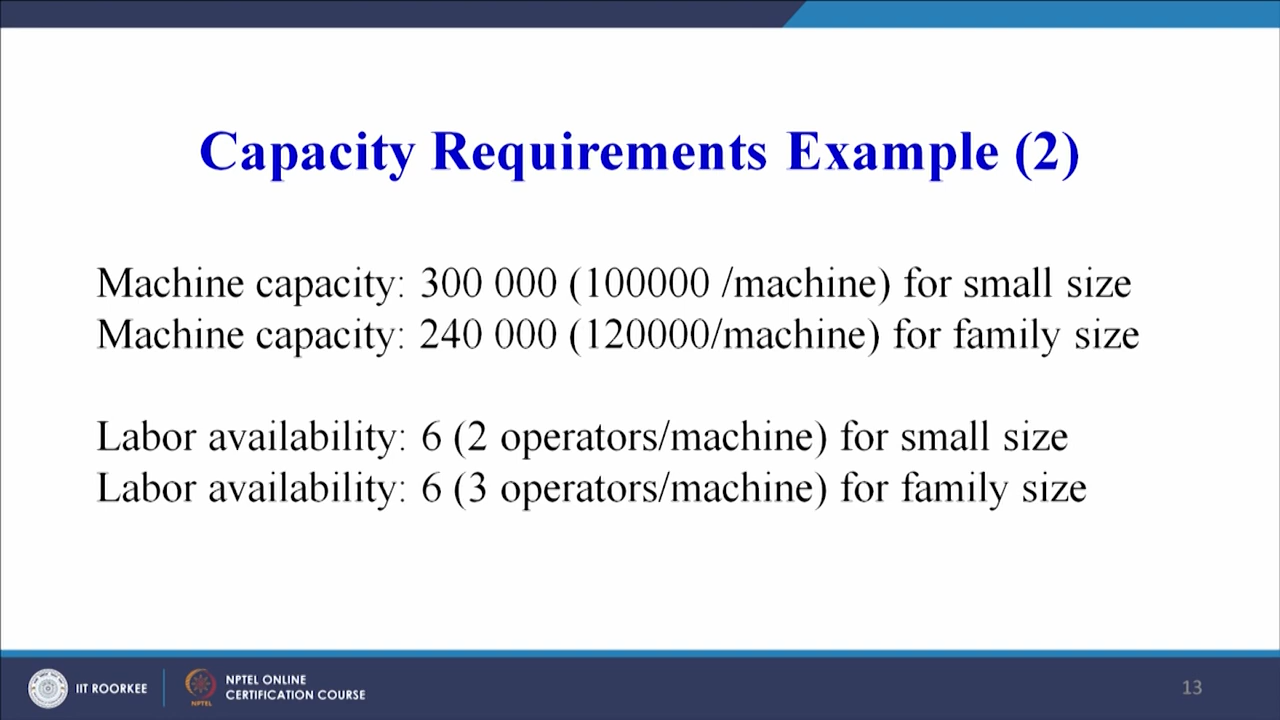 Capacity Requirements Example (2)
Machine capacity: 300 000 (100000 /machine) for small size
Machine capacity: 240 000 (120000/machine) for family size
Labor availability: 6 (2 operators/machine) for small size
Labor availability: 6 (3 operators/machine) for family size
IIT ROORKEE
NPTEL
NPTEL ONLINE
CERTIFICATION COURSE
13